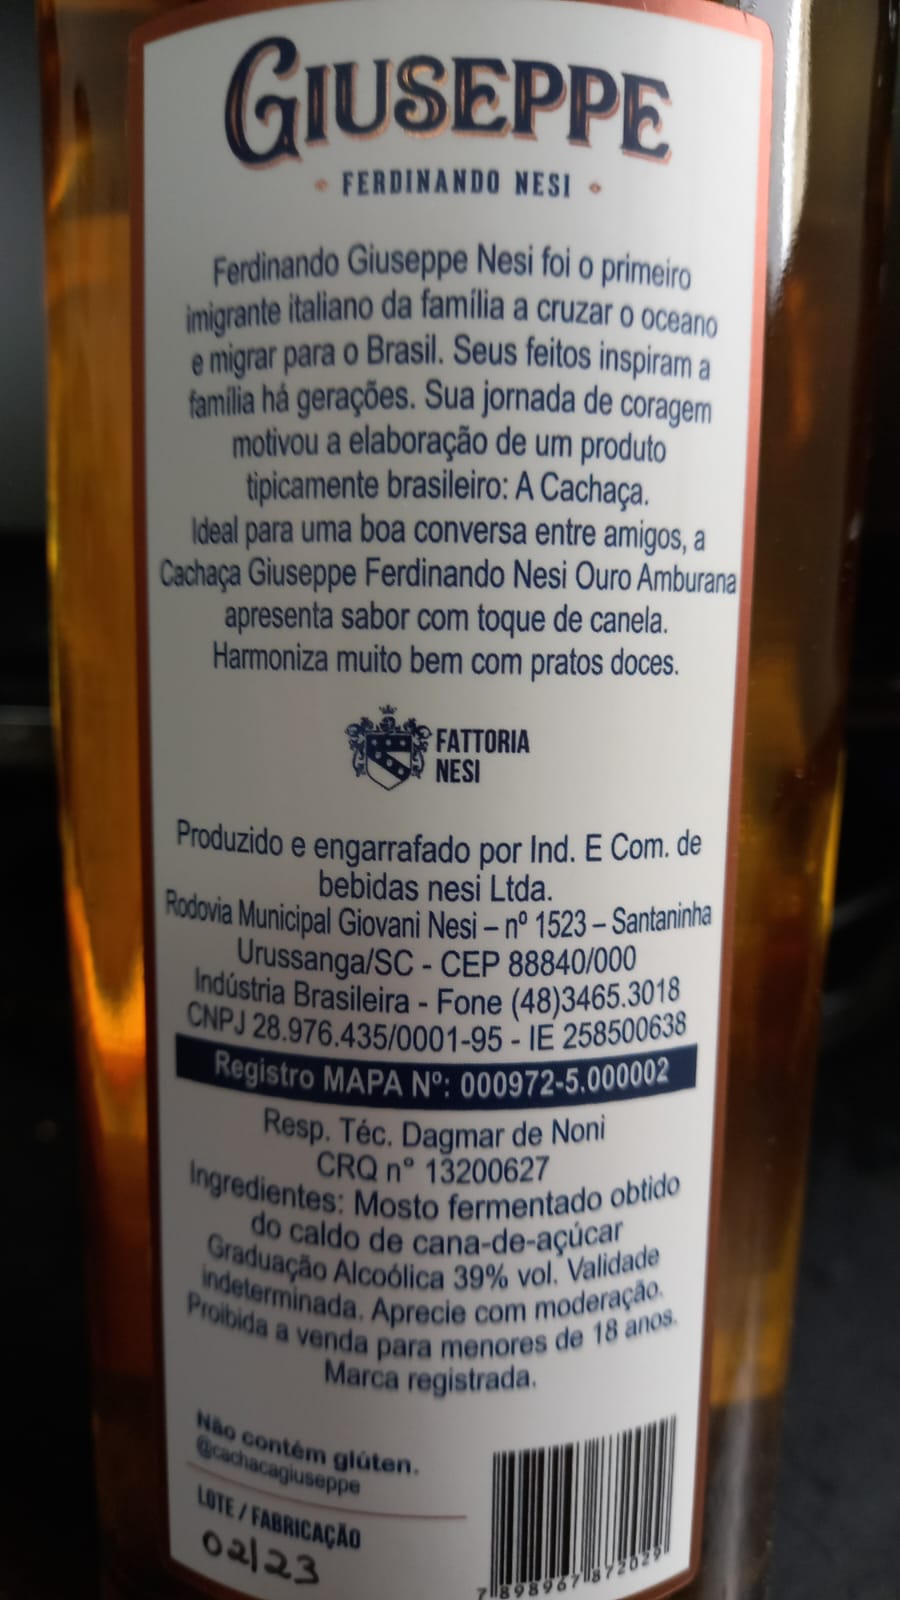 GIUSEPPE
FERDINANDO NESI
Ferdinando Giuseppe Nesi foi o primeiro
imigrante italiano da família a cruzar o oceano
e migrar para o Brasil. Seus feitos inspiram a
família há gerações. Sua jornada de coragem
motivou a elaboração de um produto
tipicamente brasileiro: A Cachaça.
Ideal para uma boa conversa entre amigos, a
Cachaça Giuseppe Ferdinando Nesi Ouro Amburana
apresenta sabor com toque de canela.
Harmoniza muito bem com pratos doces.
FATTORIA
NESI
Produzido e engarrafado por Ind. E Com. de
bebidas nesi Ltda.
Rodovia Municipal Giovani Nesi – nº 1523 – Santaninha
Urussanga/SC - CEP 88840/000
Indústria Brasileira - Fone (48)3465.3018
CNPJ 28.976.435/0001-95 - IE 258500638
Registro MAPA Nº: 000972-5.000002
Resp. Téc. Dagmar de Noni
CRQ n° 13200627
Ingredientes: Mosto fermentado obtido
do caldo de cana-de-açúcar
Graduação Alcoólica 39% vol. Validade
indeterminada. Aprecie com moderação.
Proibida a venda para menores de 18 anos.
Marca registrada.
Não contém glúten.
@cachacagiuseppe
LOTE / FABRICAÇÃO
02/23
7 898967 872029